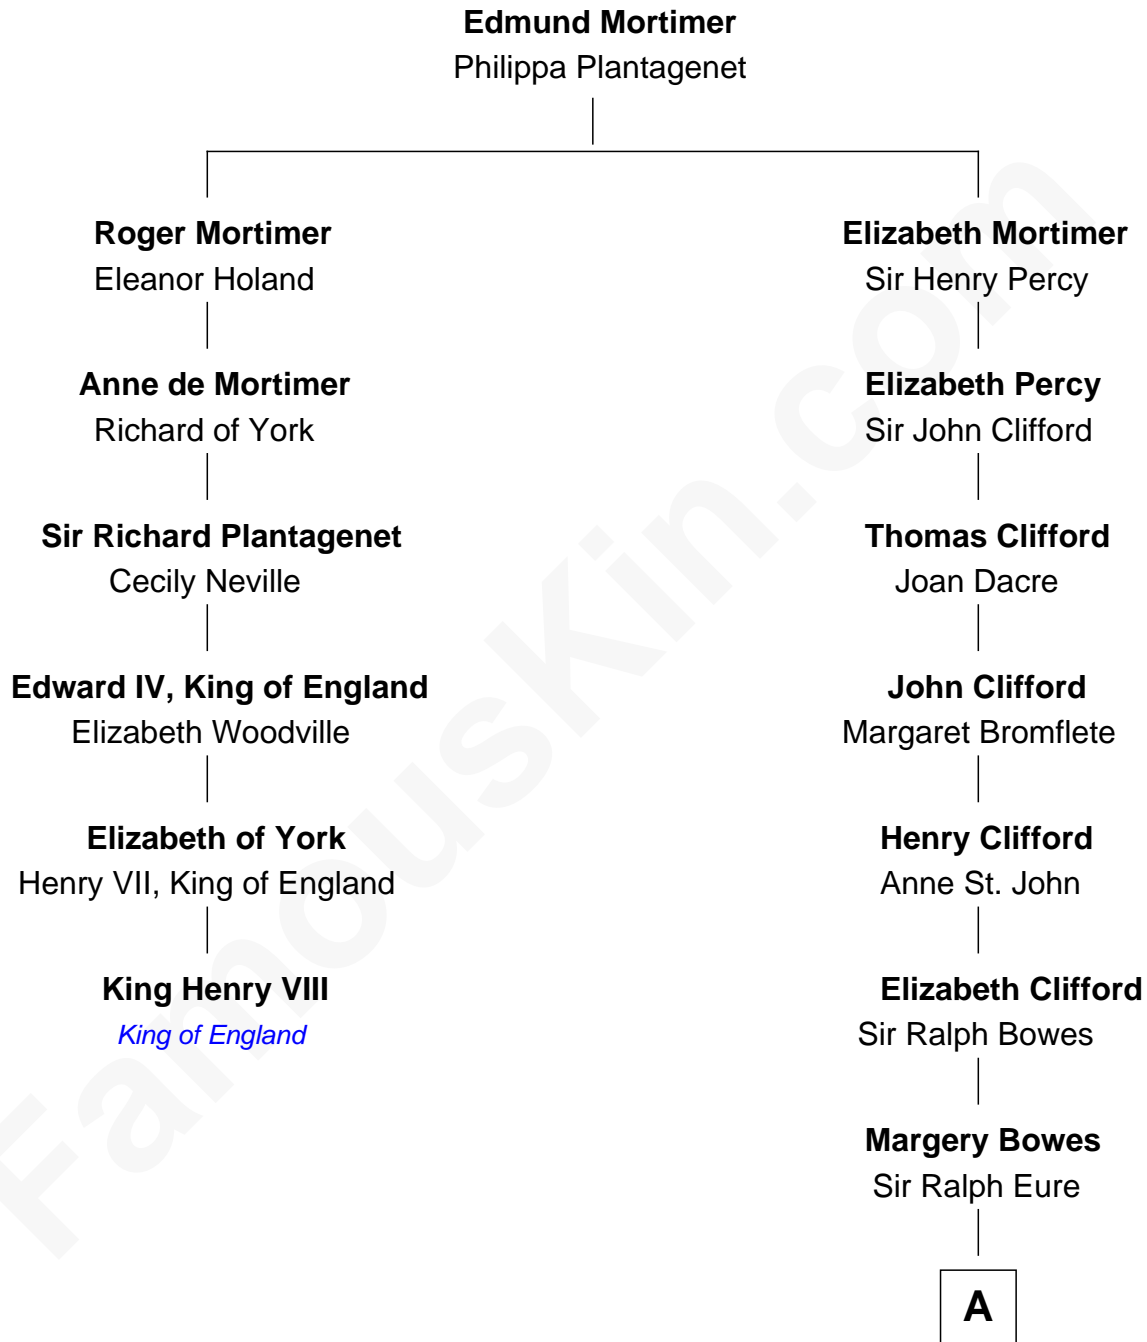 Edmund Mortimer
Philippa Plantagenet
Roger Mortimer
Eleanor Holand
Anne de Mortimer
Richard of York
Sir Richard Plantagenet
Cecily Neville
Edward IV, King of England
Elizabeth Woodville
Elizabeth of York
Henry VII, King of England
King Henry VIII
King of England
Elizabeth Mortimer
Sir Henry Percy
Elizabeth Percy
Sir John Clifford
Thomas Clifford
Joan Dacre
John Clifford
Margaret Bromflete
Henry Clifford
Anne St. John
Elizabeth Clifford
Sir Ralph Bowes
Margery Bowes
Sir Ralph Eure
A
FamousKin.com